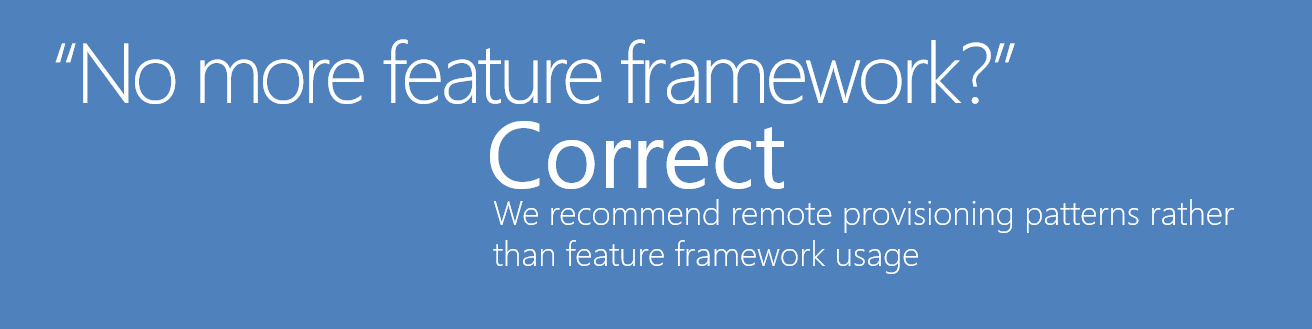 “No more feature framework?”
Correct
We recommend remote provisioning patterns rather
than feature framework usage